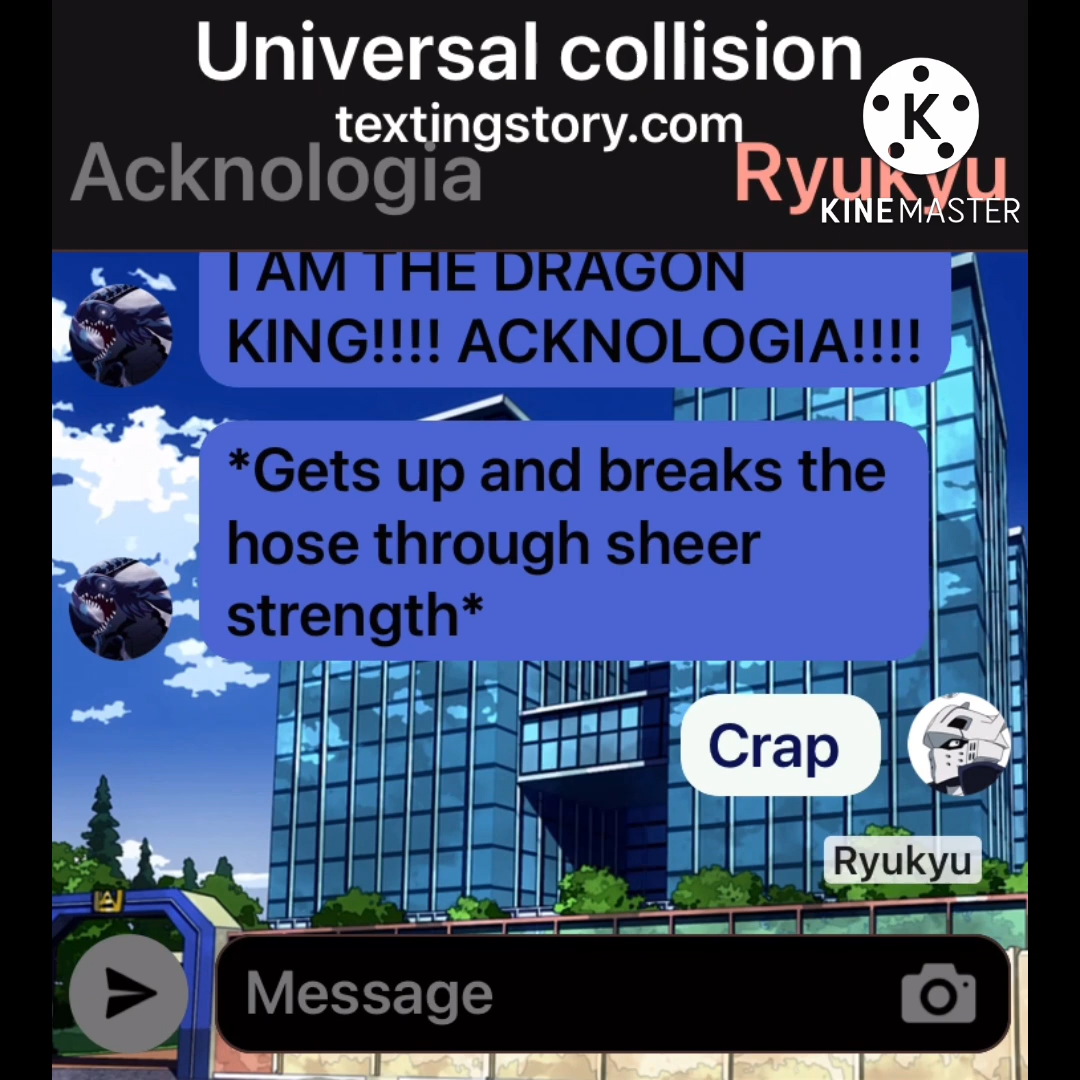 Universal collision
textingstory.com
Acknologia
Ryukyu
K
KINEMASTER
I AM THE DRAGON
KING!!!! ACKNOLOGIA!!!!
*Gets up and breaks the
hose through sheer
strength*
Crap
Ryukyu
UA
Message